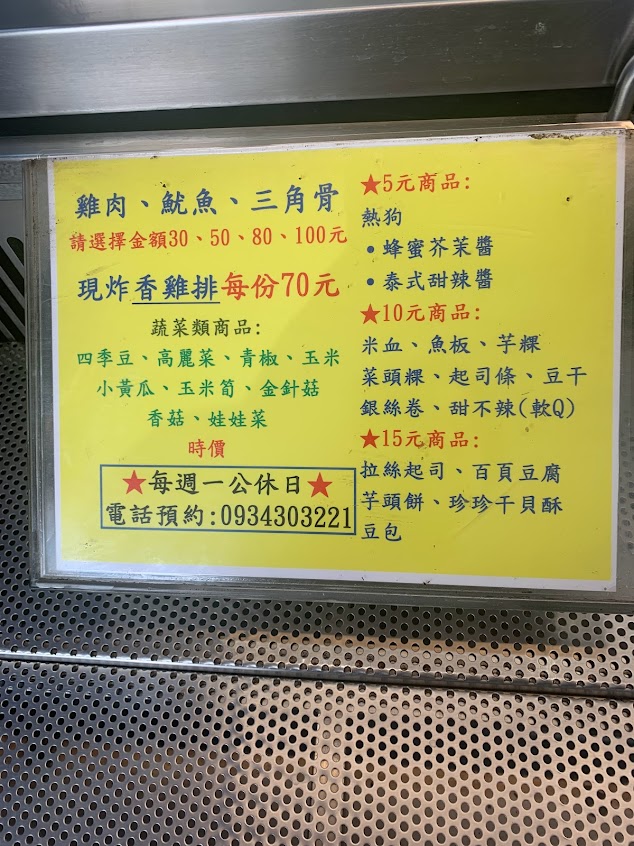 雞肉、魷魚、三角骨
請選擇金額30、50、80、100元
現炸香雞排每份70元
蔬菜類商品:
四季豆、高麗菜、青椒、玉米
小黃瓜、玉米筍、金針菇
香菇、娃娃菜
時價
★每週一公休日★
電話預約:0934303221
★5元商品:
熱狗
•蜂蜜芥茉醬
•泰式甜辣醬
★10元商品:
米血、魚板、芋粿
菜頭粿、起司條、豆干
銀絲卷、甜不辣(軟Q)
★15元商品:
拉絲起司、百頁豆腐
芋頭餅、珍珍干貝酥
豆包